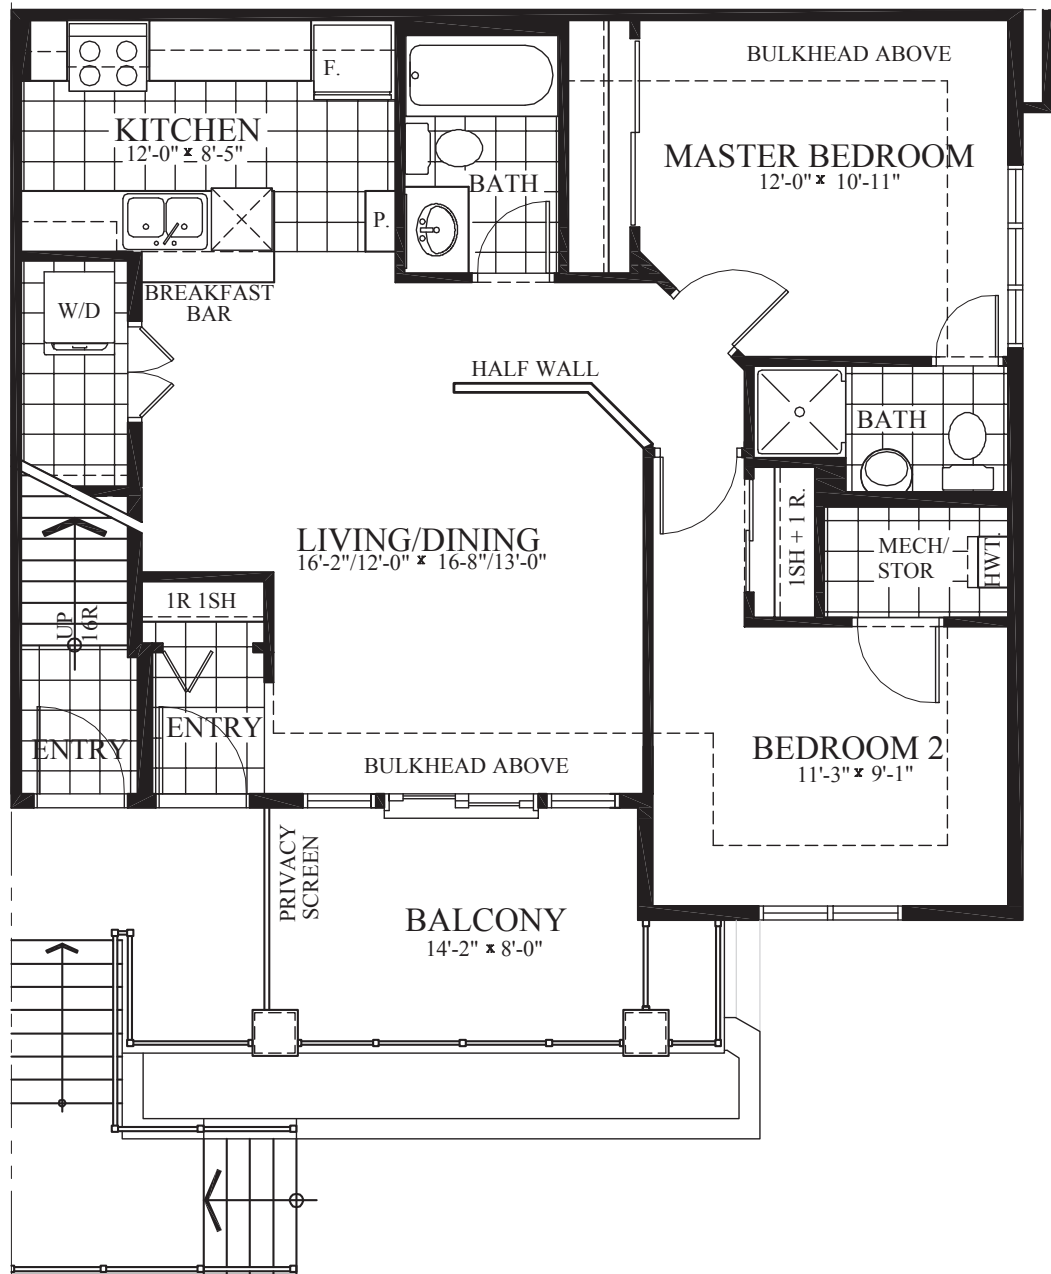 BULKHEAD ABOVE
F.
KITCHEN
12'-0" x 8'-5"
MASTER BEDROOM
12'-0" x 10'-11"
BATH
P.
W/D
BREAKFAST
BAR
HALF WALL
BATH
LIVING/DINING
16'-2"/12'-0" x 16-8"/13'-0"
1SH + 1 R.
MECH/
STOR
HWT.
1R 1SH
UP
16R
ENTRY
ENTRY
BULKHEAD ABOVE
BEDROOM 2
11'-3" x 9'-1"
PRIVACY
SCREEN
BALCONY
14'-2" x 8'-0"